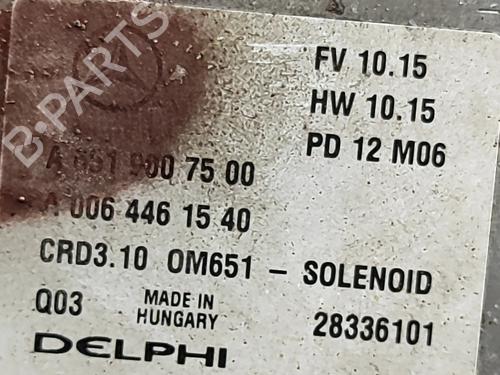 FV 10.15
HW 10.15
PD 12 M06
A 651 900 75 00
A 006 446 15 40
CRD3.10 OM651 – SOLENOID
Q03 MADE IN HUNGARY 28336101
DELPHI
B-PARTS